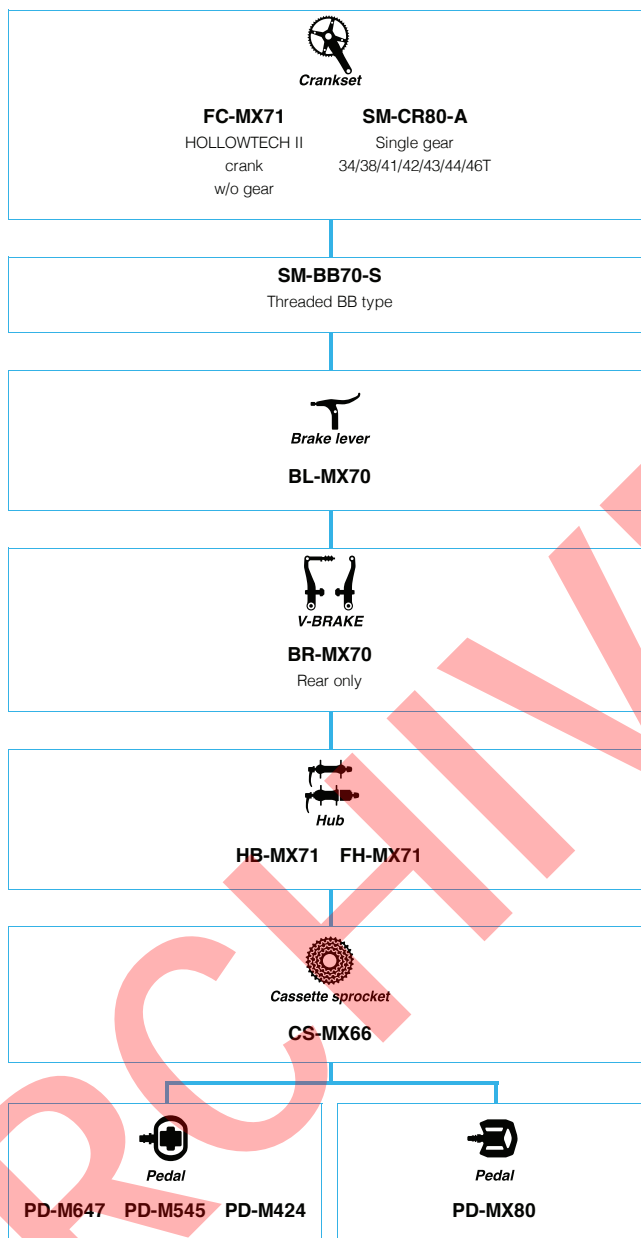 Crankset
FC-MX71 SM-CR80-A
HOLLOWTECH II Single gear
crank 34/38/41/42/43/44/46T
w/o gear
SM-BB70-S
Threaded BB type
Brake lever
BL-MX70
V-BRAKE
BR-MX70
Rear only
Hub
HB-MX71 FH-MX71
Cassette sprocket
CS-MX66
Pedal Pedal
PD-M647 PD-M545 PD-M424 PD-MX80
RCHIV